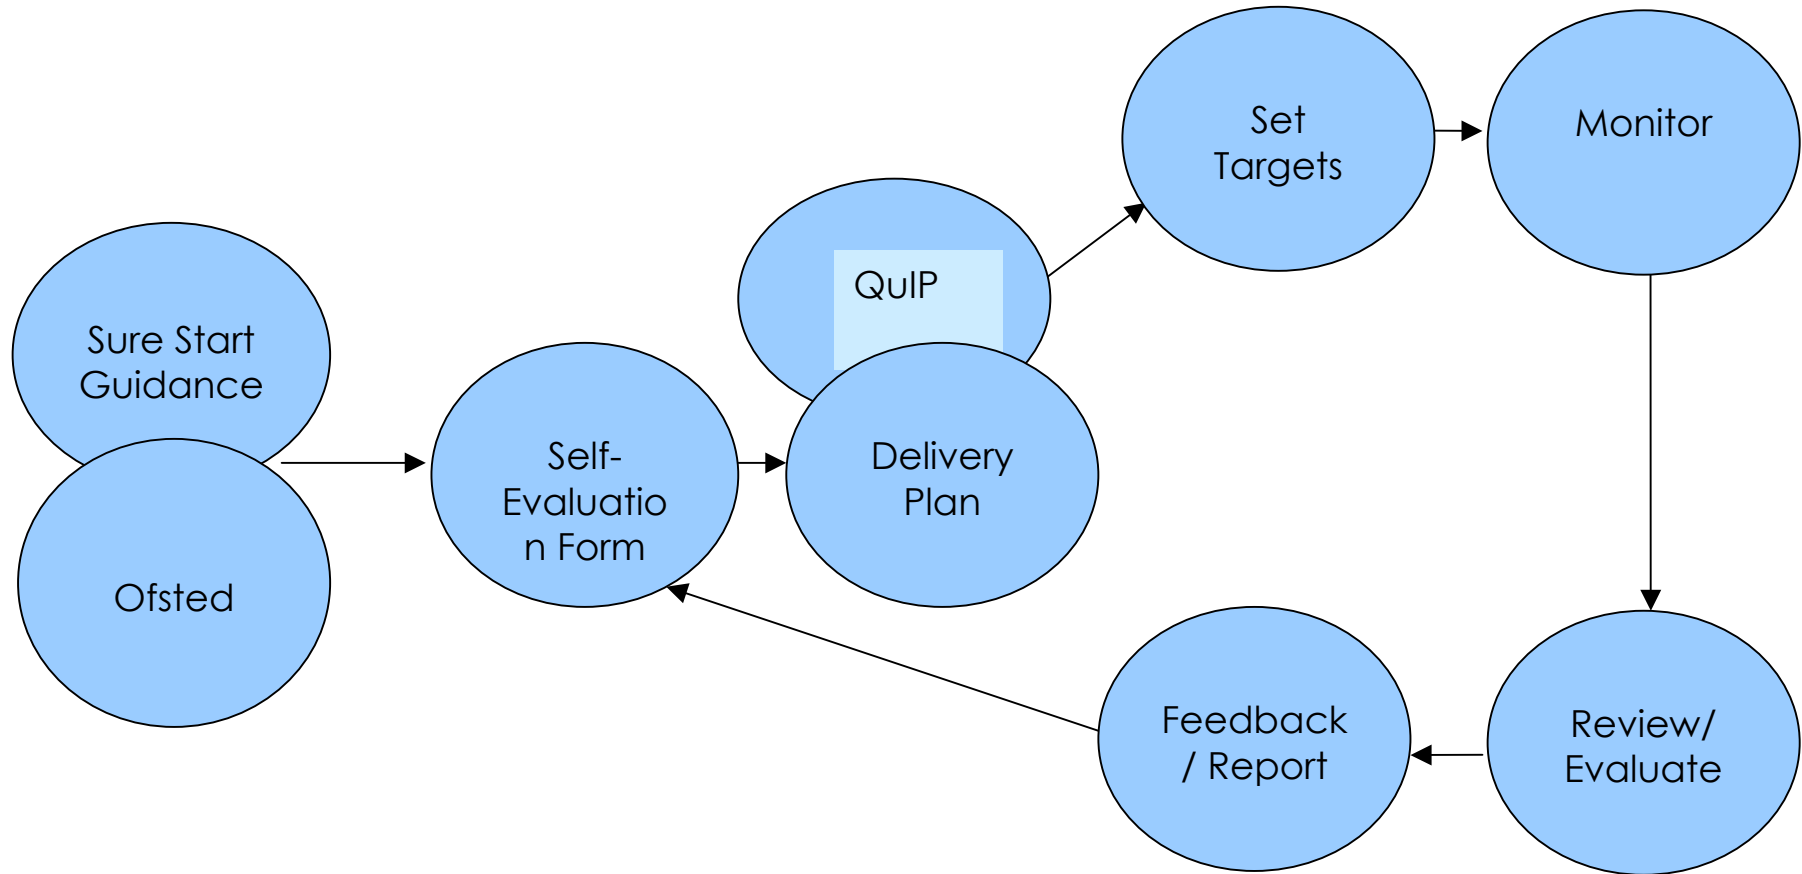 Sure Start
Guidance
Ofsted
Self-
Evaluatio
n Form
QuIP
Delivery
Plan
Set
Targets
Monitor
Review/
Evaluate
Feedback
/ Report